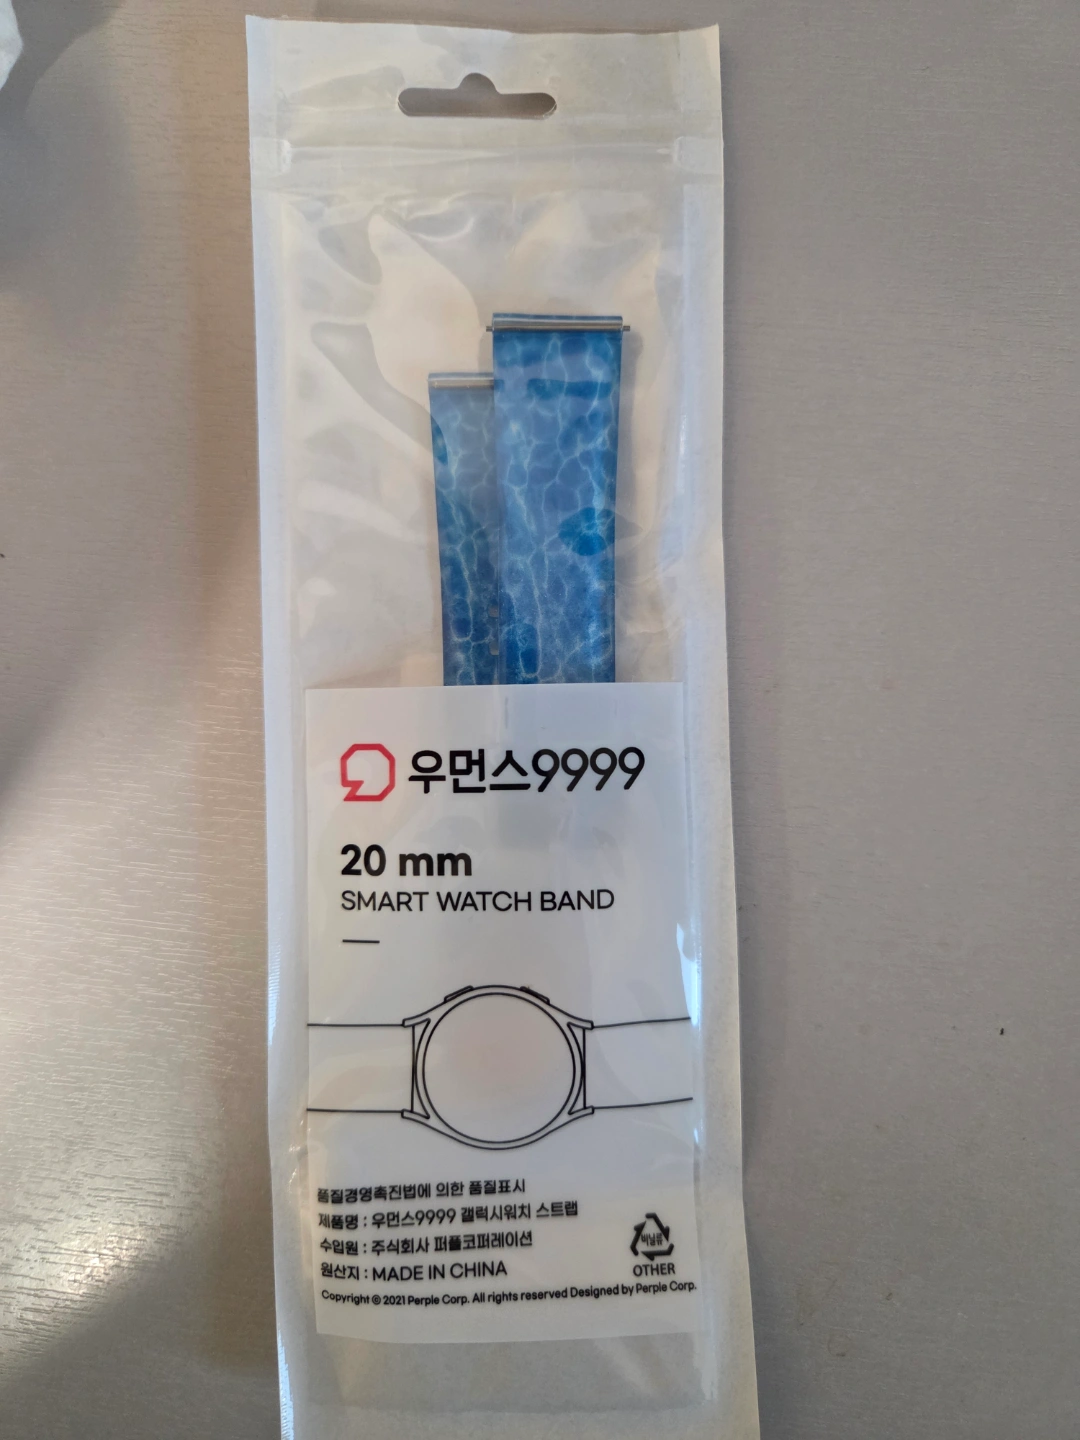 우먼스9999
20 mm
SMART WATCH BAND
품질경영촉진법에 의한 품질표시
제품명 : 우먼스9999 갤럭시워치 스트랩
수입원 : 주식회사 퍼플코퍼레이션
원산지 : MADE IN CHINA
비닐류
OTHER
Copyright © 2021 Perple Corp. All rights reserved Designed by Perple Corp.